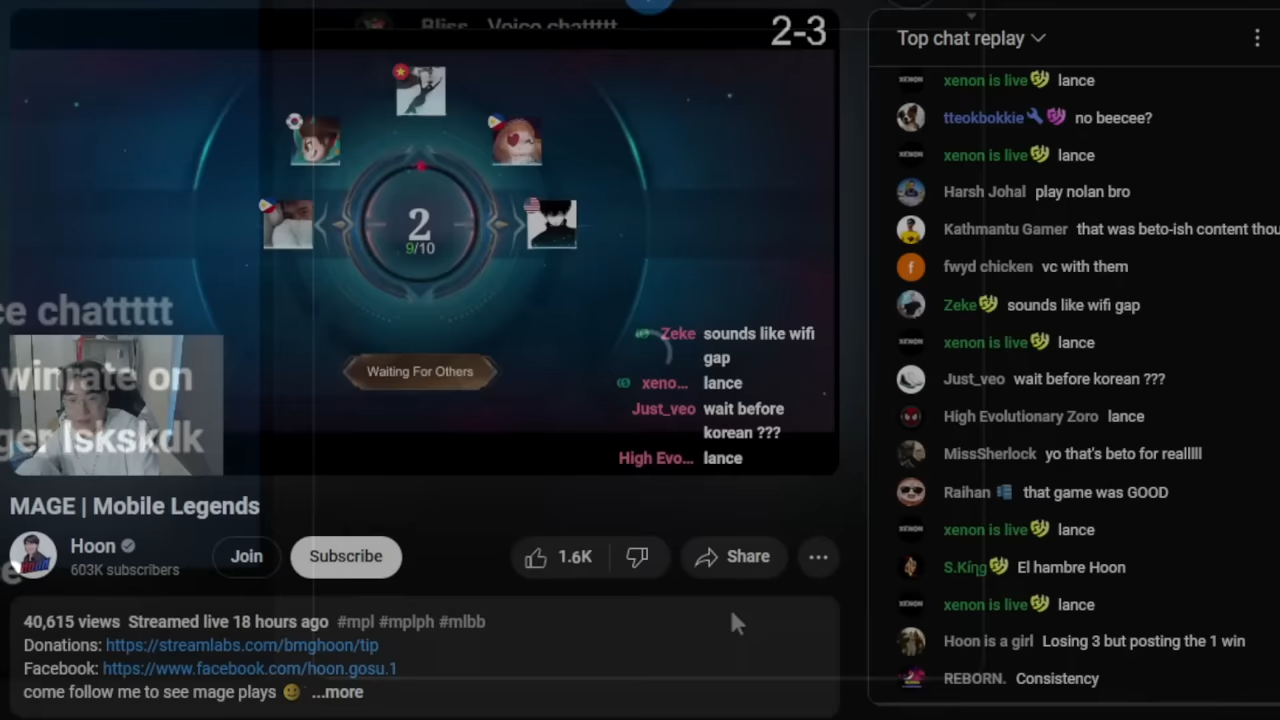 Bliss Voice chattttt
2-3
2
9/10
ce chattttt
winrate on
ger lskskdk
Waiting For Others
Zeke sounds like wifi
gap
xeno... lance
Just_veo wait before
korean ???
High Evo... lance
MAGE | Mobile Legends
Hoon
603K subscribers
Join
Subscribe
1.6K
Share
40,615 views Streamed live 18 hours ago #mpl #mplph #mlbb
Donations: https://streamlabs.com/bmghoon/tip
Facebook: https://www.facebook.com/hoon.gosu.1
come follow me to see mage plays 🙂 ...more
Top chat replay
xenon is live lance
tteokbokkie no beecee?
xenon is live lance
Harsh Johal play nolan bro
Kathmantu Gamer that was beto-ish content thou
fwyd chicken vc with them
Zeke sounds like wifi gap
xenon is live lance
Just_veo wait before korean ???
High Evolutionary Zoro lance
MissSherlock yo that's beto for realllll
Raihan that game was GOOD
xenon is live lance
S.Kíηg El hambre Hoon
xenon is live lance
Hoon is a girl Losing 3 but posting the 1 win
REBORN. Consistency